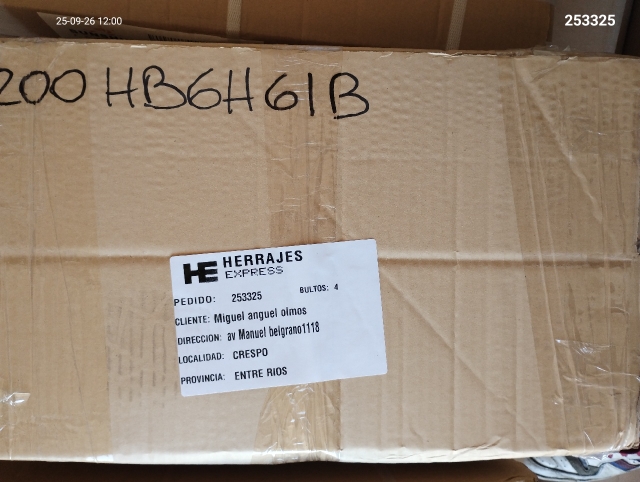 25-09-26 12:00
253325
200 HB6H61B
HE HERRAJES
EXPRESS
PEDIDO: 253325 BULTOS: 4
CLIENTE: Miguel anguel olmos
DIRECCION: av Manuel belgrano1118
LOCALIDAD: CRESPO
PROVINCIA: ENTRE RIOS